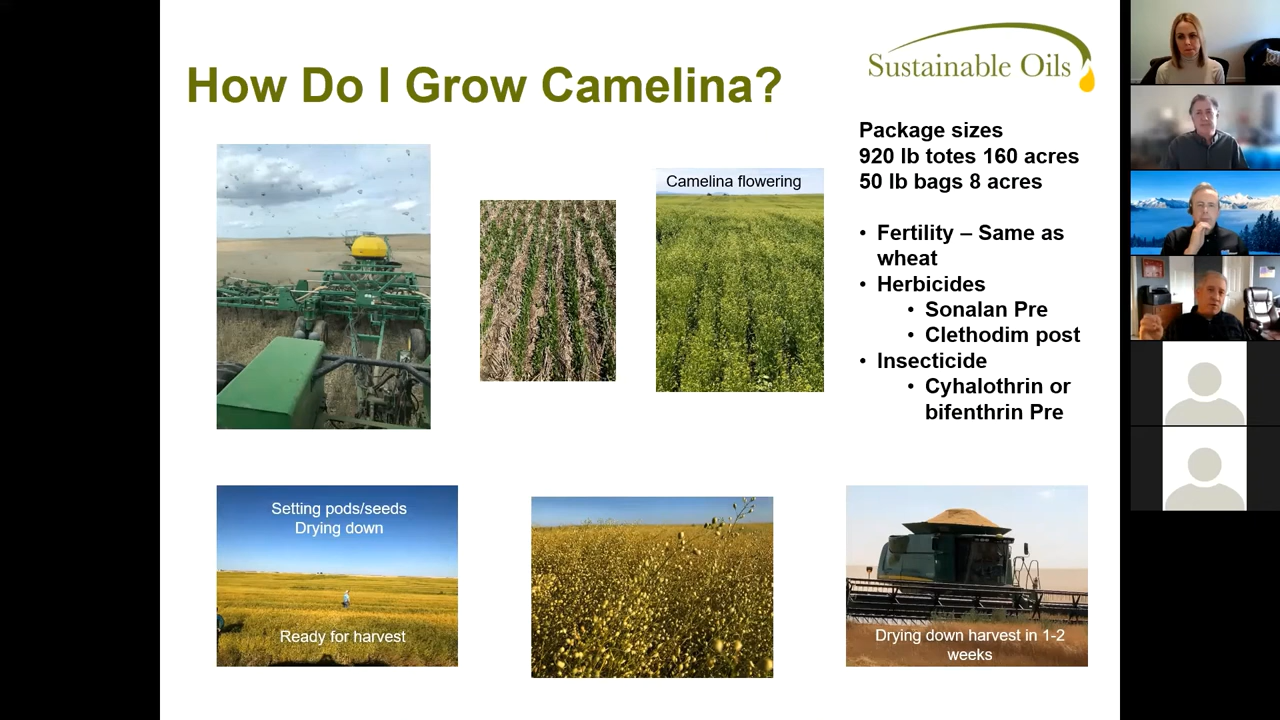 How Do I Grow Camelina?
Sustainable Oils
Package sizes
920 lb totes 160 acres
50 lb bags 8 acres
• Fertility – Same as
wheat
• Herbicides
• Sonalan Pre
• Clethodim post
• Insecticide
• Cyhalothrin or
bifenthrin Pre
Camelina flowering
Setting pods/seeds
Drying down
Ready for harvest
Drying down harvest in 1-2
weeks